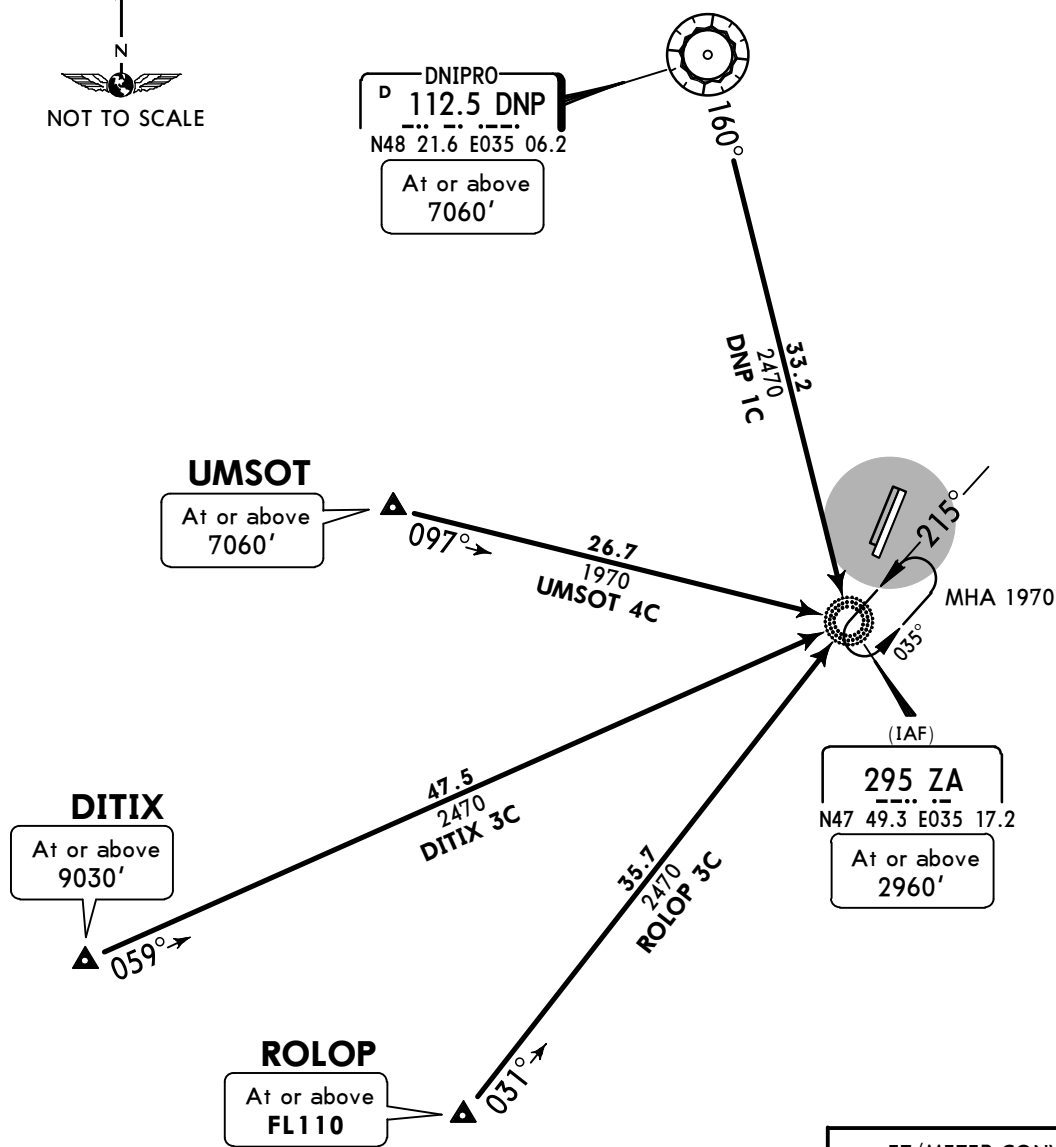 N
NOT TO SCALE
DNIPRO
D 112.5 DNP
N48 21.6 E035 06.2
At or above
7060'
160°
33.2
2470
DNP 1C
UMSOT
At or above
7060'
097°
26.7
1970
UMSOT 4C
215°
MHA 1970
035°
(IAF)
295 ZA
N47 49.3 E035 17.2
At or above
2960'
DITIX
At or above
9030'
059°
47.5
2470
DITIX 3C
35.7
2470
ROLOP 3C
ROLOP
At or above
FL110
031°